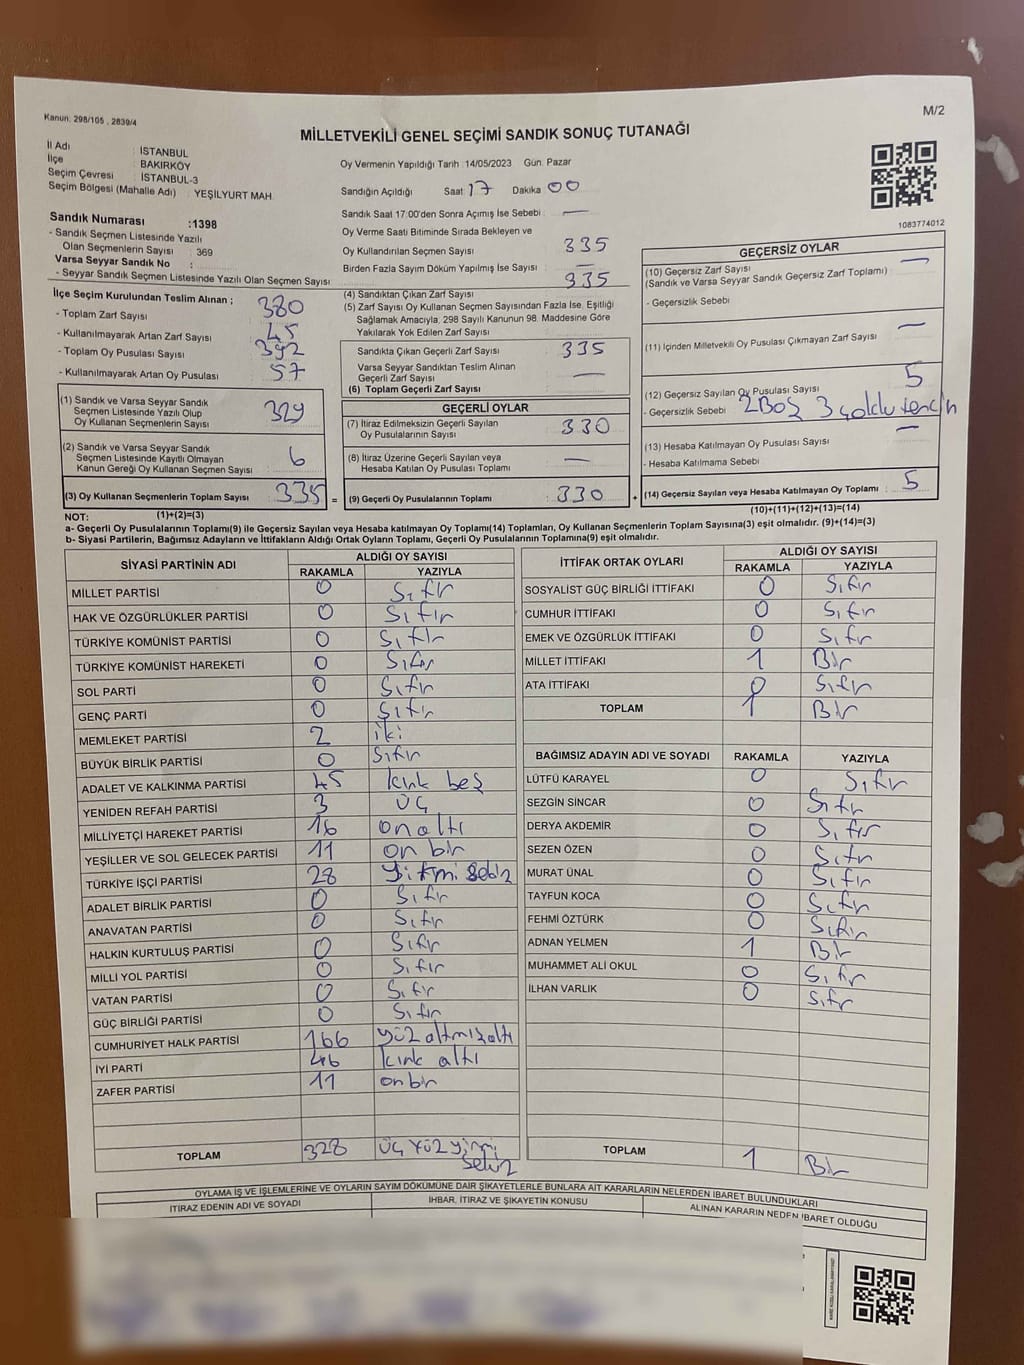 Kanun: 298/105 , 2839/4
M/2
MİLLETVEKİLİ GENEL SEÇİMİ SANDIK SONUÇ TUTANAĞI
İl Adı : İSTANBUL
İlçe BAKIRKÖY
Seçim Çevresi : İSTANBUL-3
Seçim Bölgesi (Mahalle Adı) : YEŞİLYURT MAH.
Oy Vermenin Yapıldığı Tarih : 14/05/2023 Gün: Pazar
Sandığın Açıldığı Saat 17 Dakika 00
Sandık Saat 17:00'den Sonra Açımış İse Sebebi : —
1083774012
Sandık Numarası :1398
- Sandık Seçmen Listesinde Yazılı
Olan Seçmenlerin Sayısı : 369
Varsa Seyyar Sandık No :
- Seyyar Sandık Seçmen Listesinde Yazılı Olan Seçmen Sayısı :
Oy Verme Saati Bitiminde Sırada Bekleyen ve
Oy Kullandırılan Seçmen Sayısı : 335
Birden Fazla Sayım Döküm Yapılmış İse Sayısı : —
(4) Sandıktan Çıkan Zarf Sayısı 335
(5) Zarf Sayısı Oy Kullanan Seçmen Sayısından Fazla İse, Eşitliği
Sağlamak Amacıyla, 298 Sayılı Kanunun 98. Maddesine Göre
Yakılarak Yok Edilen Zarf Sayısı
İlçe Seçim Kurulundan Teslim Alınan ;
- Toplam Zarf Sayısı : 380
- Kullanılmayarak Artan Zarf Sayısı : 45
- Toplam Oy Pusulası Sayısı : 392
- Kullanılmayarak Artan Oy Pusulası : 57
Sandıkta Çıkan Geçerli Zarf Sayısı : 335
Varsa Seyyar Sandıktan Teslim Alınan
Geçerli Zarf Sayısı : —
(6) Toplam Geçerli Zarf Sayısı :
GEÇERSİZ OYLAR
(10) Geçersiz Zarf Sayısı : —
(Sandık ve Varsa Seyyar Sandık Geçersiz Zarf Toplamı)
- Geçersizlik Sebebi
(11) İçinden Milletvekili Oy Pusulası Çıkmayan Zarf Sayısı : —
(12) Geçersiz Sayılan Oy Pusulası Sayısı : 5
- Geçersizlik Sebebi : 2 Boş 3
(13) Hesaba Katılmayan Oy Pusulası Sayısı : —
- Hesaba Katılmama Sebebi
(14) Geçersiz Sayılan veya Hesaba Katılmayan Oy Toplamı : 5
(10)+(11)+(12)+(13)=(14)
(1) Sandık ve Varsa Seyyar Sandık
Seçmen Listesinde Yazılı Olup
Oy Kullanan Seçmenlerin Sayısı : 329
(2) Sandık ve Varsa Seyyar Sandık
Seçmen Listesinde Kayıtlı Olmayan
Kanun Gereği Oy Kullanan Seçmen Sayısı : 6
(3) Oy Kullanan Seçmenlerin Toplam Sayısı : 335
(1)+(2)=(3)
GEÇERLİ OYLAR
(7) İtiraz Edilmeksizin Geçerli Sayılan
Oy Pusulalarının Sayısı : 330
(8) İtiraz Üzerine Geçerli Sayılan veya
Hesaba Katılan Oy Pusulası Toplamı : —
= (9) Geçerli Oy Pusulalarının Toplamı : 330 +
NOT:
a- Geçerli Oy Pusulalarının Toplamı(9) ile Geçersiz Sayılan veya Hesaba katılmayan Oy Toplamı(14) Toplamları, Oy Kullanan Seçmenlerin Toplam Sayısına(3) eşit olmalıdır. (9)+(14)=(3)
b- Siyasi Partilerin, Bağımsız Adayların ve İttifakların Aldığı Ortak Oyların Toplamı, Geçerli Oy Pusulalarının Toplamına(9) eşit olmalıdır.
SİYASİ PARTİNİN ADI ALDIĞI OY SAYISI
RAKAMLA YAZIYLA
MİLLET PARTİSİ 0 Sıfır
HAK VE ÖZGÜRLÜKLER PARTİSİ 0 Sıfır
TÜRKİYE KOMÜNİST PARTİSİ 0 Sıfır
TÜRKİYE KOMÜNİST HAREKETİ 0 Sıfır
SOL PARTİ 0 Sıfır
GENÇ PARTİ 0 Sıfır
MEMLEKET PARTİSİ 2 iki
BÜYÜK BİRLİK PARTİSİ 0 Sıfır
ADALET VE KALKINMA PARTİSİ 45 kırk beş
YENİDEN REFAH PARTİSİ 3 üç
MİLLİYETÇİ HAREKET PARTİSİ 16 on altı
YEŞİLLER VE SOL GELECEK PARTİSİ 11 on bir
TÜRKİYE İŞÇİ PARTİSİ 28 yirmi sekiz
ADALET BİRLİK PARTİSİ 0 Sıfır
ANAVATAN PARTİSİ 0 Sıfır
HALKIN KURTULUŞ PARTİSİ 0 Sıfır
MİLLİ YOL PARTİSİ 0 Sıfır
VATAN PARTİSİ 0 Sıfır
GÜÇ BİRLİĞİ PARTİSİ 0 Sıfır
CUMHURİYET HALK PARTİSİ 166 yüz altmış altı
İYİ PARTİ 46 kırk altı
ZAFER PARTİSİ 11 on bir
TOPLAM 328 üç yüz yirmi
sekiz
İTTİFAK ORTAK OYLARI ALDIĞI OY SAYISI
RAKAMLA YAZIYLA
SOSYALİST GÜÇ BİRLİĞİ İTTİFAKI 0 Sıfır
CUMHUR İTTİFAKI 0 Sıfır
EMEK VE ÖZGÜRLÜK İTTİFAKI 0 Sıfır
MİLLET İTTİFAKI 1 Bir
ATA İTTİFAKI 0 Sıfır
TOPLAM 1 Bir
BAĞIMSIZ ADAYIN ADI VE SOYADI RAKAMLA YAZIYLA
LÜTFÜ KARAYEL 0 Sıfır
SEZGİN SİNCAR 0 Sıfır
DERYA AKDEMİR 0 Sıfır
SEZEN ÖZEN 0 Sıfır
MURAT ÜNAL 0 Sıfır
TAYFUN KOCA 0 Sıfır
FEHMİ ÖZTÜRK 0 Sıfır
ADNAN YELMEN 1 Bir
MUHAMMET ALİ OKUL 0 Sıfır
İLHAN VARLIK 0 Sıfır
TOPLAM 1 Bir
OYLAMA İŞ VE İŞLEMLERİNE VE OYLARIN SAYIM DÖKÜMÜNE DAİR ŞİKAYETLERLE BUNLARA AİT KARARLARIN NELERDEN İBARET BULUNDUKLARI
İTİRAZ EDENİN ADI VE SOYADI İHBAR, İTİRAZ VE ŞİKAYETİN KONUSU ALINAN KARARIN NEDEN İBARET OLDUĞU